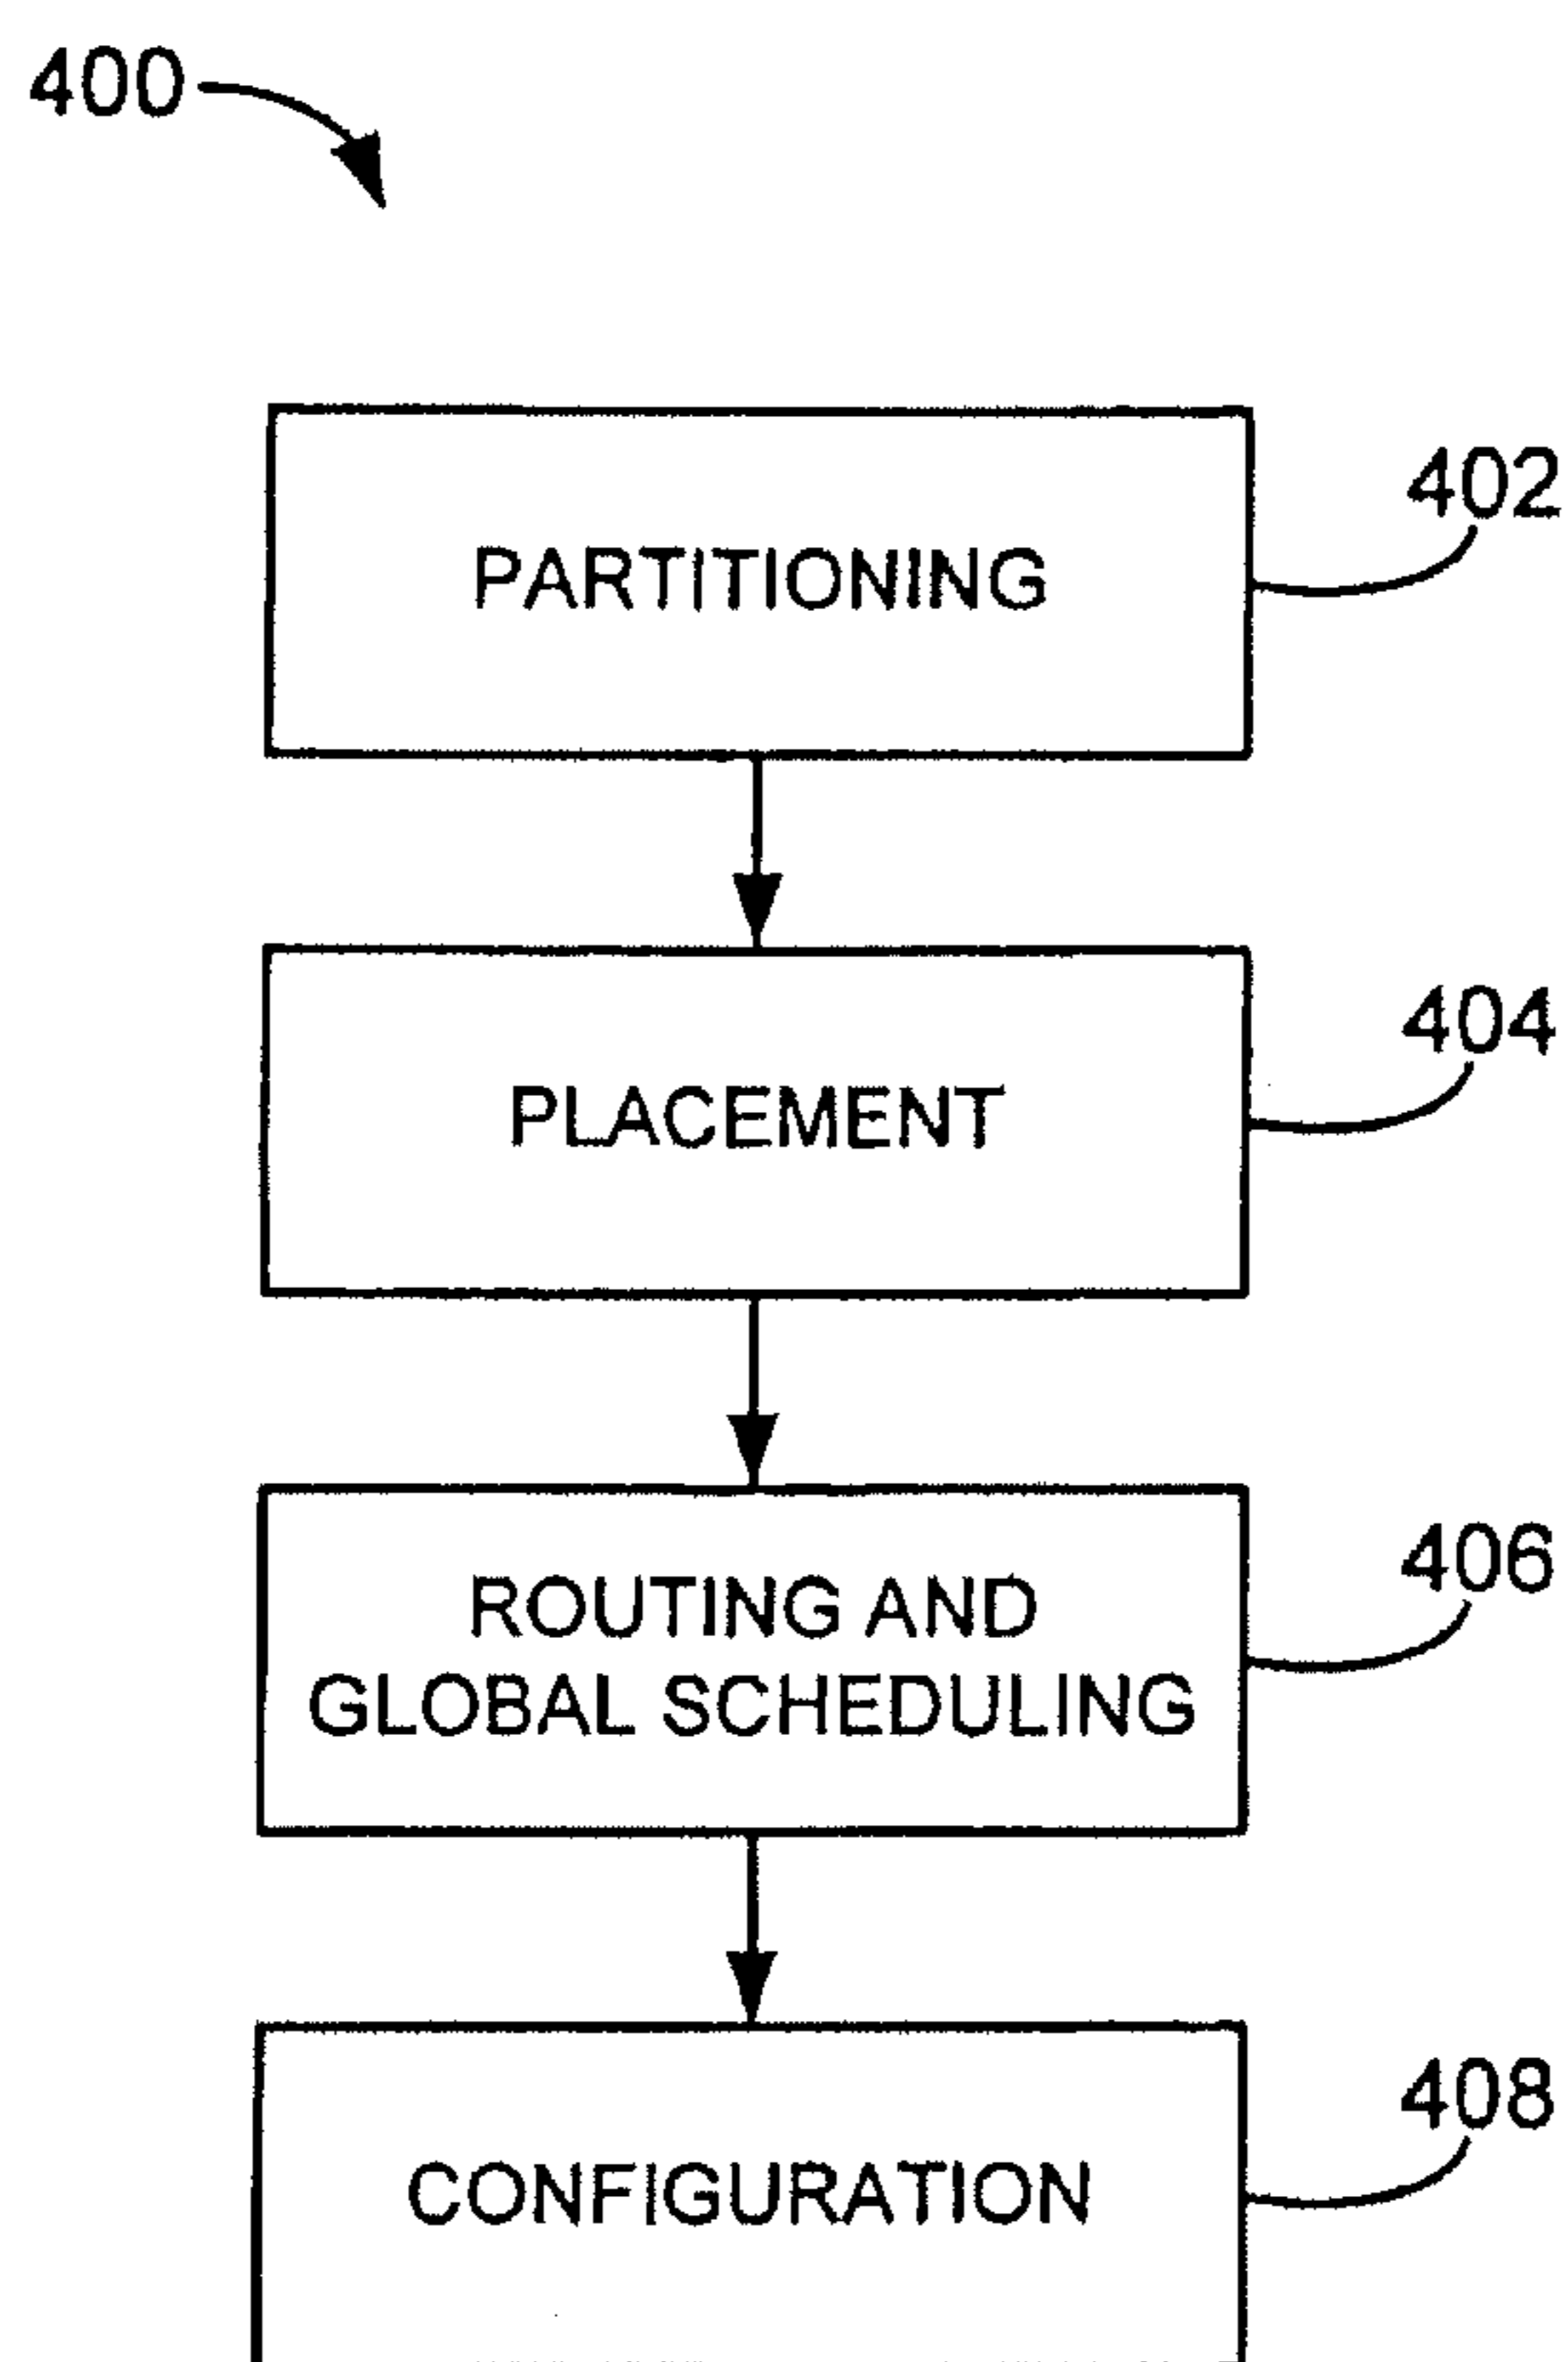 400
PARTITIONING
402
PLACEMENT
404
ROUTING AND
GLOBAL SCHEDULING
406
CONFIGURATION
408